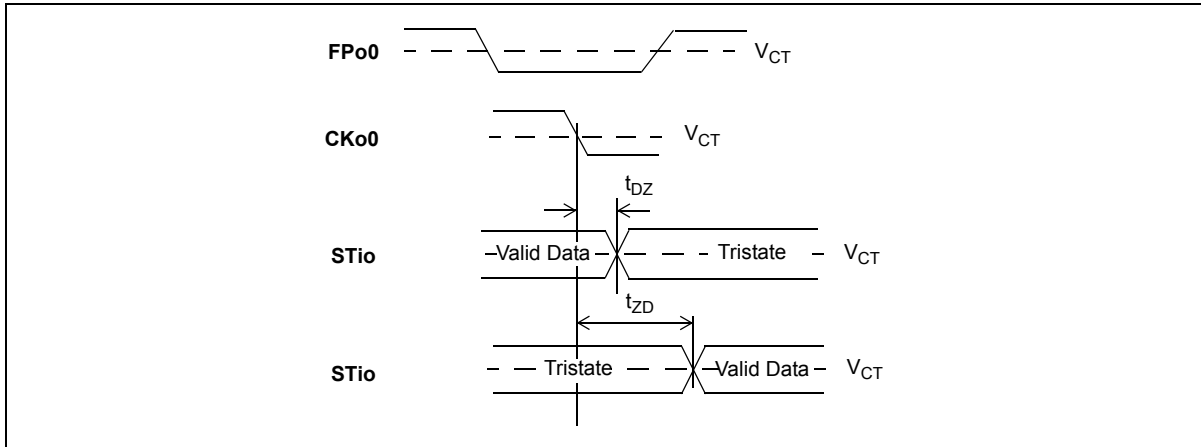 FPo0
V_CT
CKo0
V_CT
t_DZ
STio
Valid Data
Tristate
V_CT
t_ZD
STio
Tristate
Valid Data
V_CT